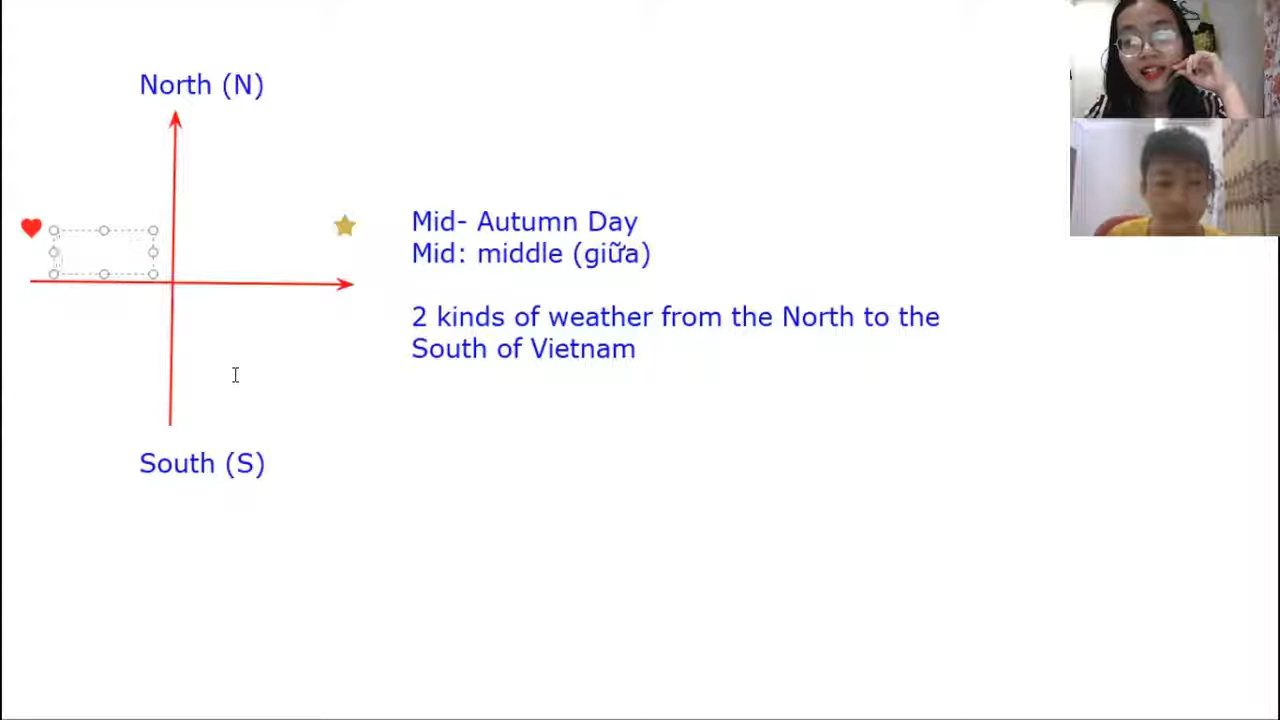 North (N)
Mid- Autumn Day
Mid: middle (giữa)
2 kinds of weather from the North to the
South of Vietnam
South (S)